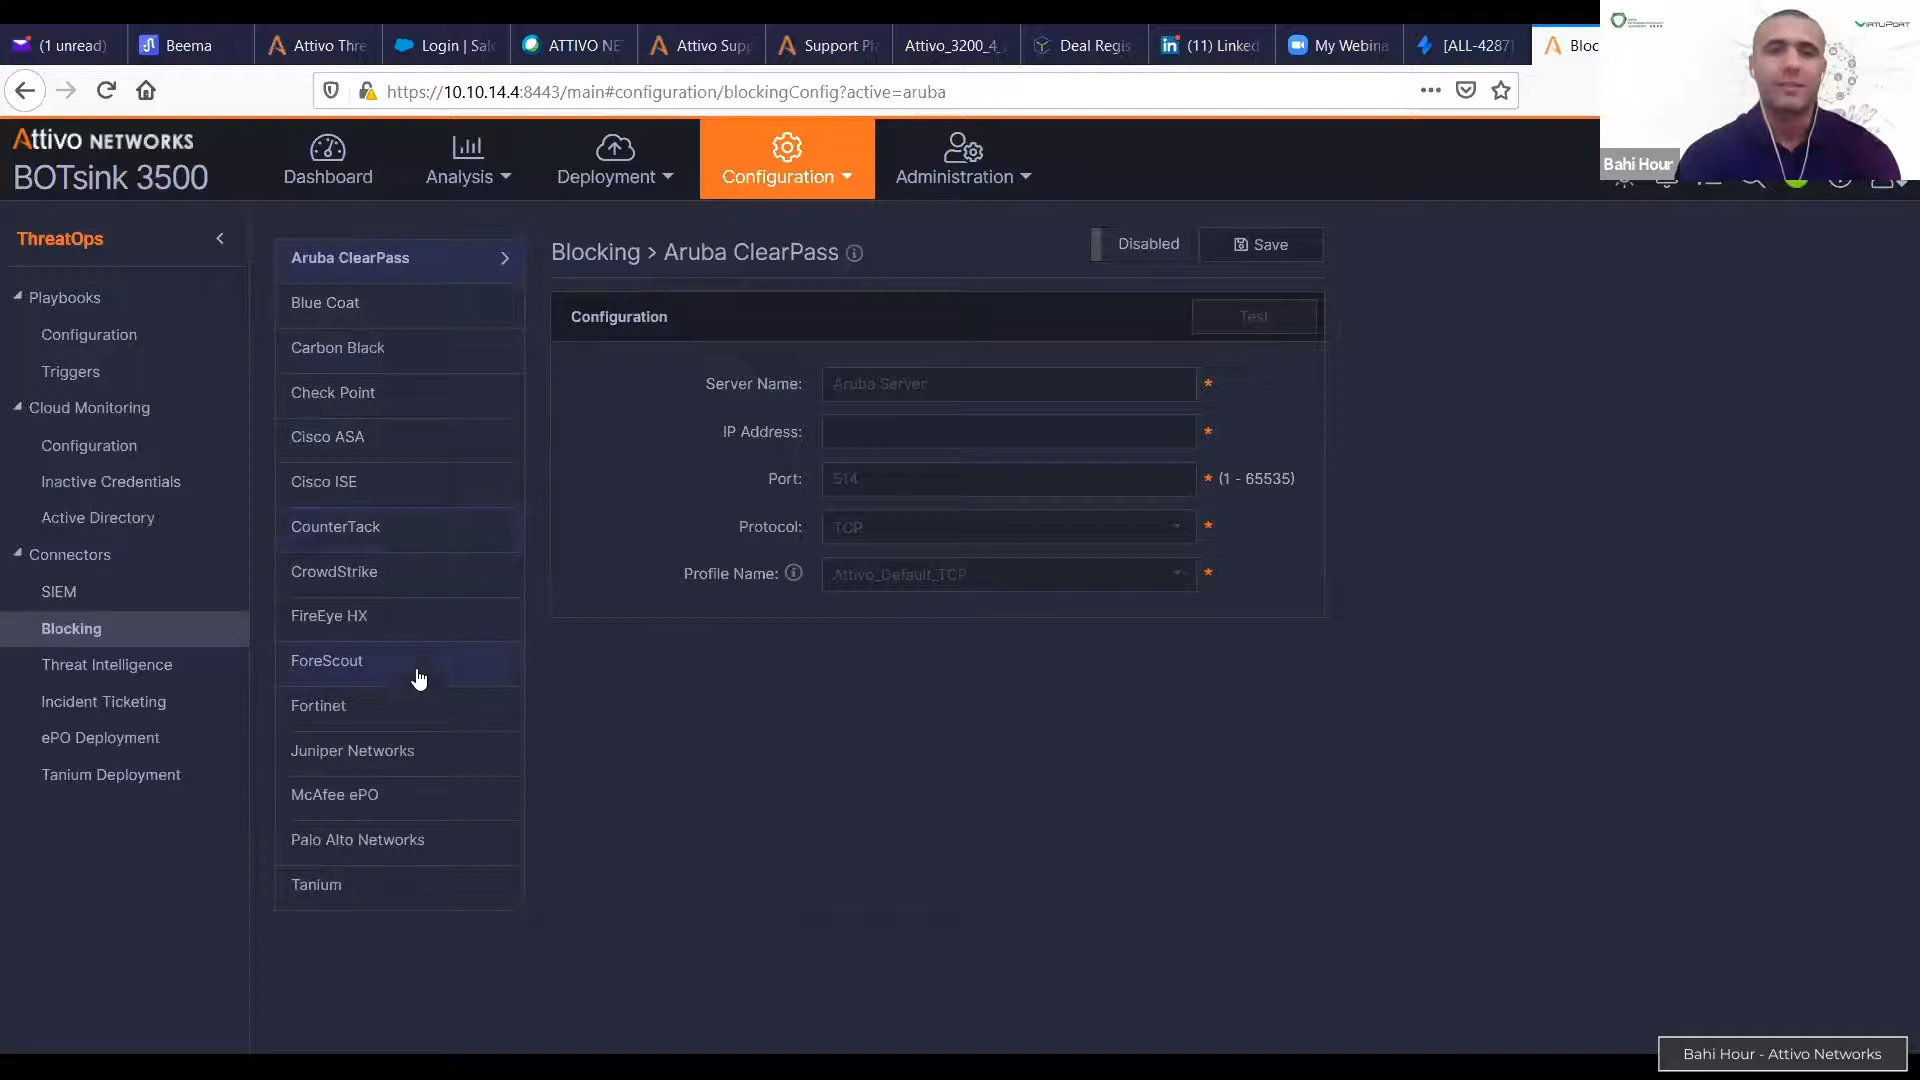 (1 unread)
Beema
Attivo Thre
Login | Sale
ATTIVO NE
Attivo Supp
Support Pl
Attivo_3200_4_
Deal Regis
(11) Linked
My Webina
[ALL-4287]
Bloc
https://10.10.14.4:8443/main#configuration/blockingConfig?active=aruba
VIRTUPORT
Bahi Hour
ATTIVO NETWORKS
BOTsink 3500
Dashboard
Analysis
Deployment
Configuration
Administration
ThreatOps
Playbooks
Configuration
Triggers
Cloud Monitoring
Configuration
Inactive Credentials
Active Directory
Connectors
SIEM
Blocking
Threat Intelligence
Incident Ticketing
ePO Deployment
Tanium Deployment
Aruba ClearPass
Blue Coat
Carbon Black
Check Point
Cisco ASA
Cisco ISE
CounterTack
CrowdStrike
FireEye HX
ForeScout
Fortinet
Juniper Networks
McAfee ePO
Palo Alto Networks
Tanium
Blocking > Aruba ClearPass
Disabled
Save
Configuration
Test
Server Name: Aruba Server *
IP Address: *
Port: 514 * (1 - 65535)
Protocol: TCP *
Profile Name: Attivo_Default_TCP *
Bahi Hour - Attivo Networks